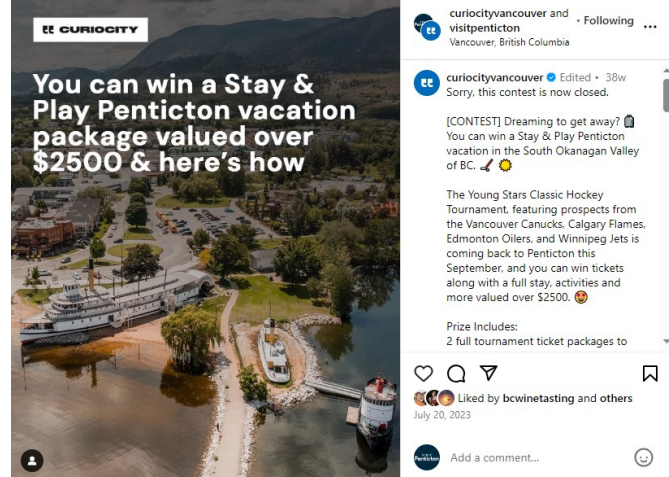 CURIOCITY
You can win a Stay &
Play Penticton vacation
package valued over
$2500 & here's how
curiocityvancouver and
visitpenticton
• Following
Vancouver, British Columbia
curiocityvancouver Edited • 38w
Sorry, this contest is now closed.
[CONTEST] Dreaming to get away?
You can win a Stay & Play Penticton
vacation in the South Okanagan Valley
of BC.
The Young Stars Classic Hockey
Tournament, featuring prospects from
the Vancouver Canucks, Calgary Flames,
Edmonton Oilers, and Winnipeg Jets is
coming back to Penticton this
September, and you can win tickets
along with a full stay, activities and
more valued over $2500.
Prize Includes:
2 full tournament ticket packages to
Liked by bcwinetasting and others
July 20, 2023
Penticton
Add a comment...